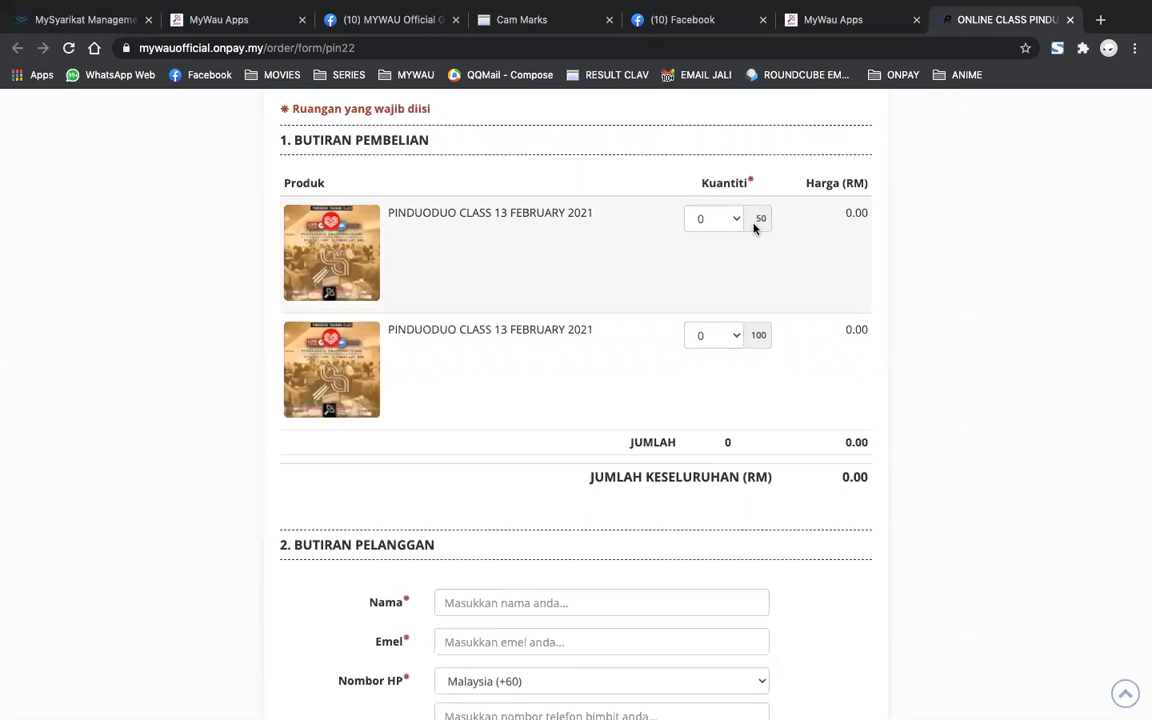 MySyarikat Manageme
MyWau Apps
(10) MYWAU Official G
Cam Marks
(10) Facebook
MyWau Apps
ONLINE CLASS PINDU
mywauofficial.onpay.my/order/form/pin22
Apps
WhatsApp Web
Facebook
MOVIES
SERIES
MYWAU
QQMail - Compose
RESULT CLAV
EMAIL JALI
ROUNDCUBE EM...
ONPAY
ANIME
* Ruangan yang wajib diisi
1. BUTIRAN PEMBELIAN
Produk Kuantiti* Harga (RM)
PINDUODUO CLASS 13 FEBRUARY 2021 0 50 0.00
PINDUODUO CLASS 13 FEBRUARY 2021 0 100 0.00
JUMLAH 0 0.00
JUMLAH KESELURUHAN (RM) 0.00
2. BUTIRAN PELANGGAN
Nama* Masukkan nama anda...
Emel* Masukkan emel anda...
Nombor HP* Malaysia (+60)
Masukkan nombor telefon bimbit anda...